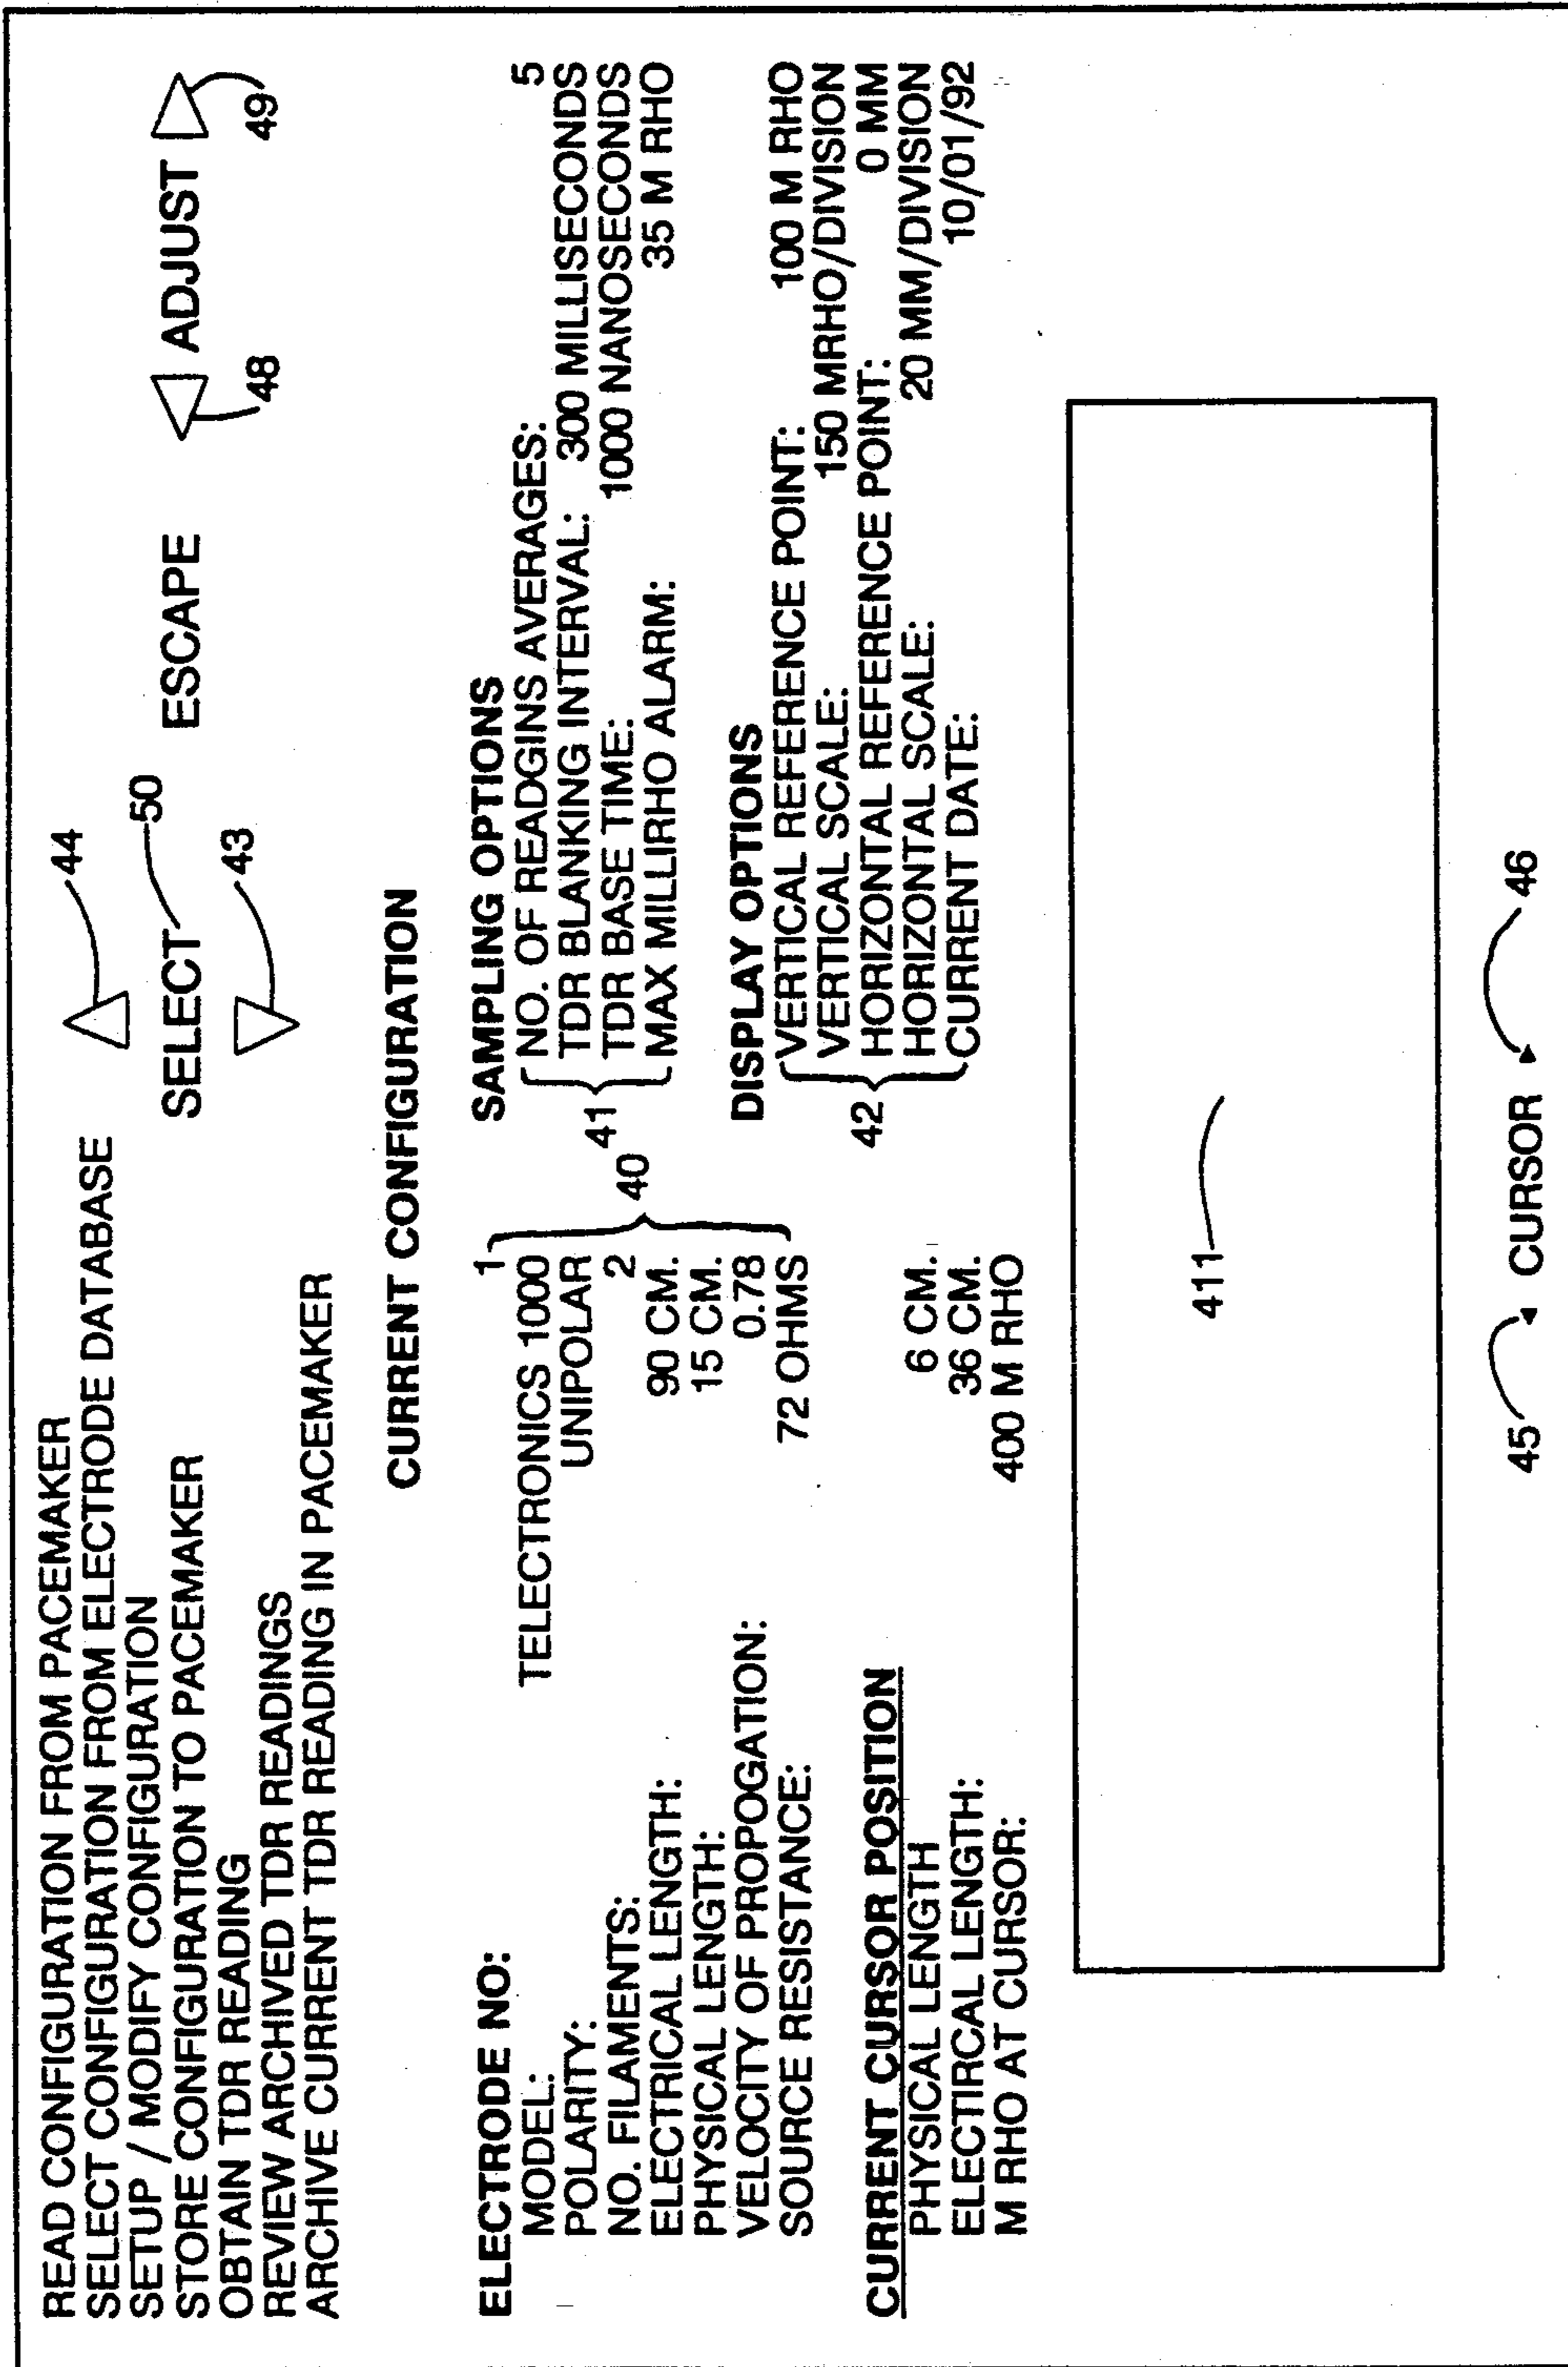 READ CONFIGURATION FROM PACEMAKER
SELECT CONFIGURATION FROM ELECTRODE DATABASE
SETUP / MODIFY CONFIGURATION
STORE CONFIGURATION TO PACEMAKER
OBTAIN TDR READING
REVIEW ARCHIVED TDR READINGS
ARCHIVE CURRENT TDR READING IN PACEMAKER
44
SELECT 50 ESCAPE ADJUST
43 48 49
CURRENT CONFIGURATION
ELECTRODE NO: 1
MODEL: TELECTRONICS 1000
POLARITY: UNIPOLAR
NO. FILAMENTS: 2
ELECTRICAL LENGTH: 90 CM.
PHYSICAL LENGTH: 15 CM.
VELOCITY OF PROPOGATION: 0.78
SOURCE RESISTANCE: 72 OHMS
40
SAMPLING OPTIONS
NO. OF READGINS AVERAGES: 5
TDR BLANKING INTERVAL: 300 MILLISECONDS
TDR BASE TIME: 1000 NANOSECONDS
MAX MILLIRHO ALARM: 35 M RHO
41
CURRENT CURSOR POSITION
PHYSICAL LENGTH 6 CM.
ELECTIRCAL LENGTH: 36 CM.
M RHO AT CURSOR: 400 M RHO
DISPLAY OPTIONS
VERTICAL REFERENCE POINT: 100 M RHO
VERTICAL SCALE: 150 MRHO/DIVISION
HORIZONTAL REFERENCE POINT: 0 MM
HORIZONTAL SCALE: 20 MM/DIVISION
CURRENT DATE: 10/01/92
42
411
45 CURSOR 46